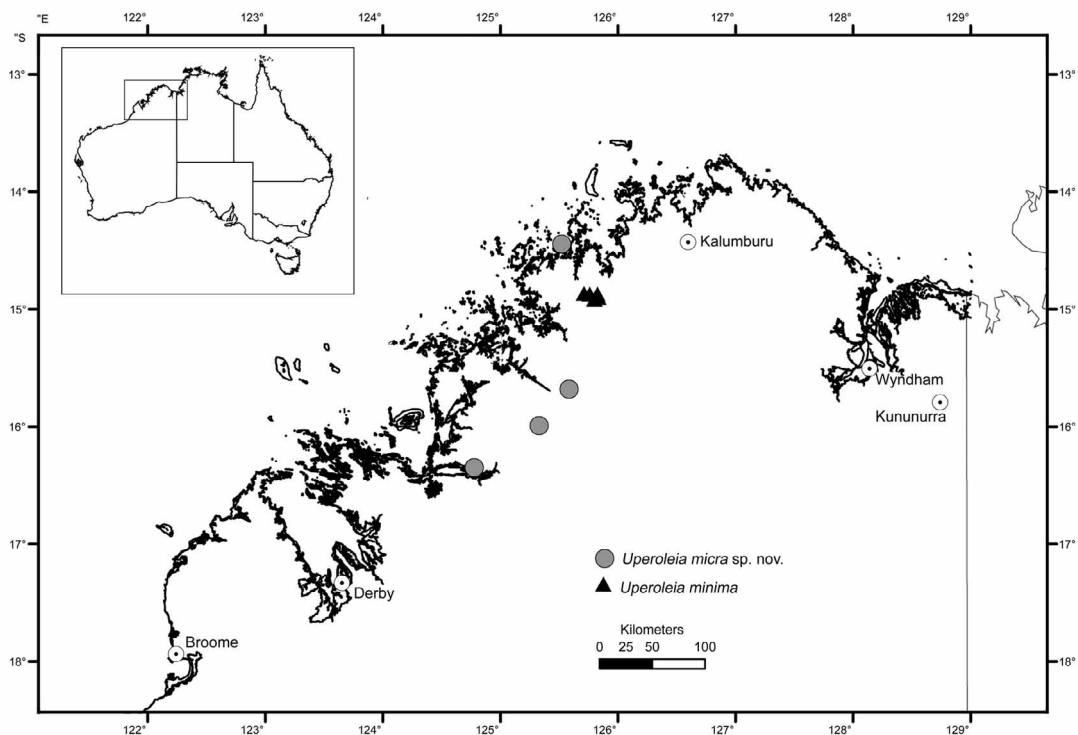 °E 122° 123° 124° 125° 126° 127° 128° 129°
°S
13° 13°
14° 14°
Kalumburu
15° 15°
Wyndham
Kununurra
16° 16°
17° 17°
Uperoleia micra sp. nov.
Uperoleia minima
Derby
Kilometers
0 25 50 100
Broome
18° 18°
122° 123° 124° 125° 126° 127° 128° 129°